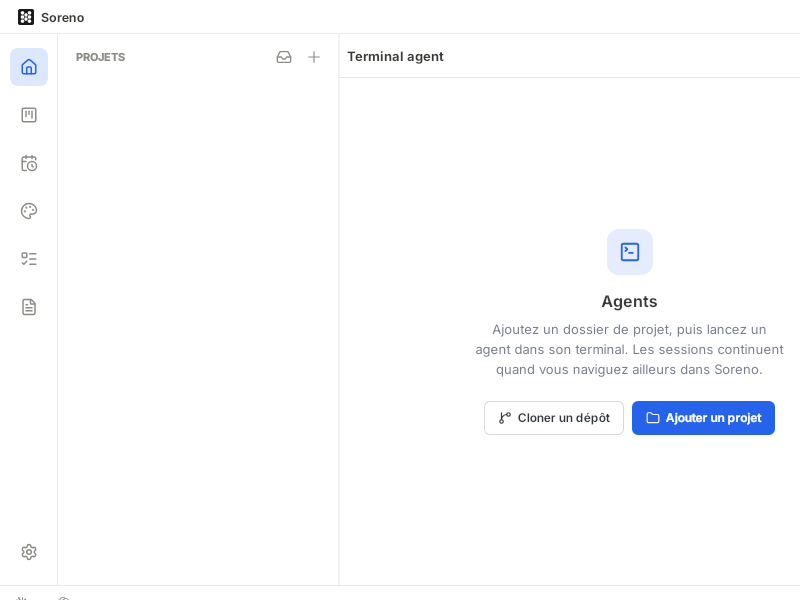 Soreno
PROJETS
Terminal agent
Agents
Ajoutez un dossier de projet, puis lancez un
agent dans son terminal. Les sessions continuent
quand vous naviguez ailleurs dans Soreno.
Cloner un dépôt
Ajouter un projet